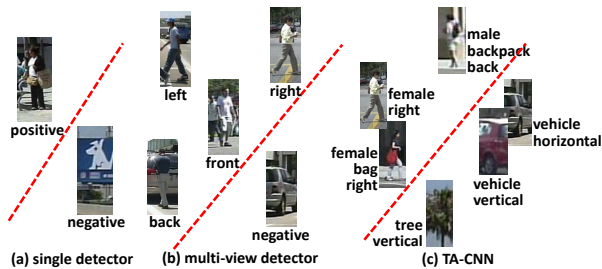 positive
negative
(a) single detector
left
right
front
back
negative
(b) multi-view detector
male
backpack
back
female
right
female
bag
right
vehicle
horizontal
vehicle
vertical
tree
vertical
(c) TA-CNN